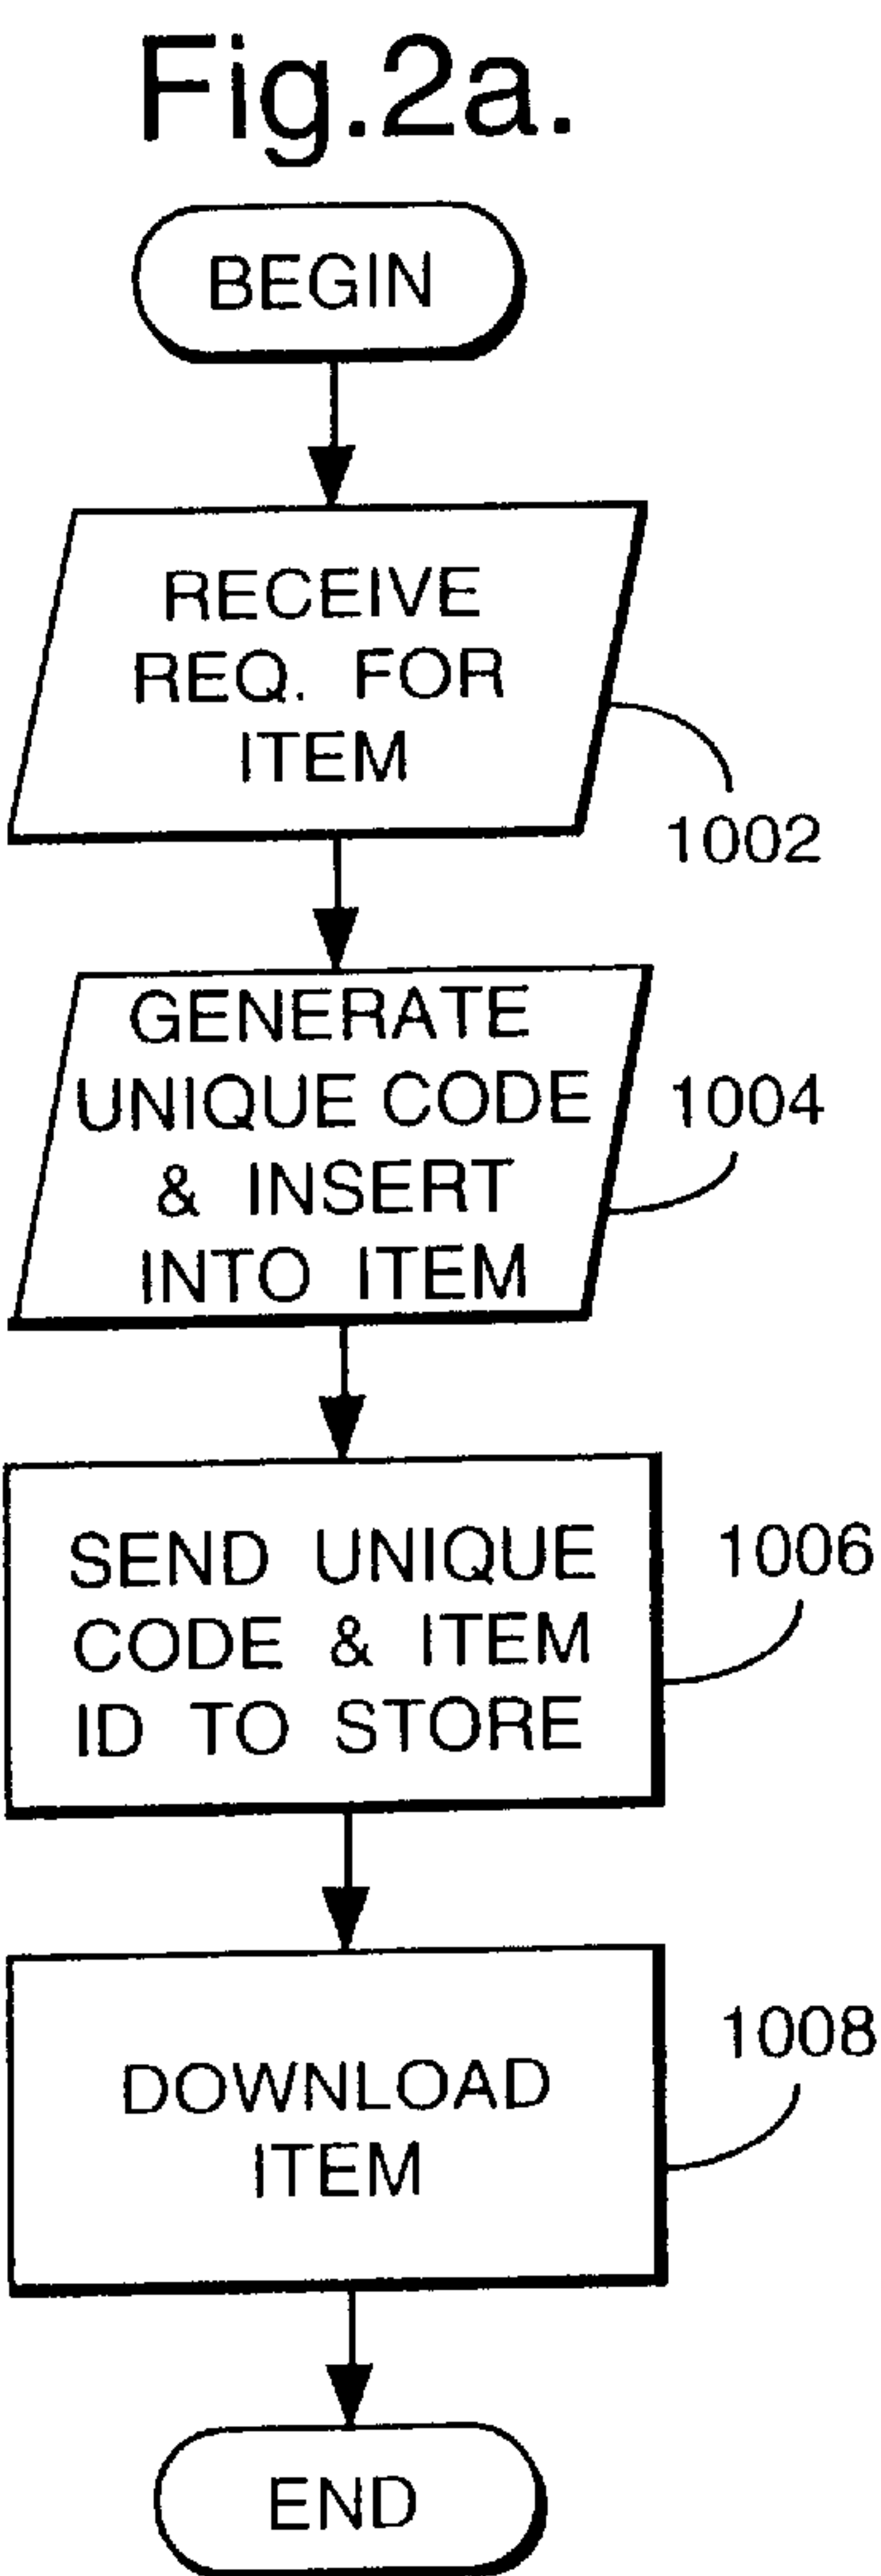 Fig.2a.
BEGIN
RECEIVE
REQ. FOR
ITEM
1002
GENERATE
UNIQUE CODE
& INSERT
INTO ITEM
1004
SEND UNIQUE
CODE & ITEM
ID TO STORE
1006
DOWNLOAD
ITEM
1008
END